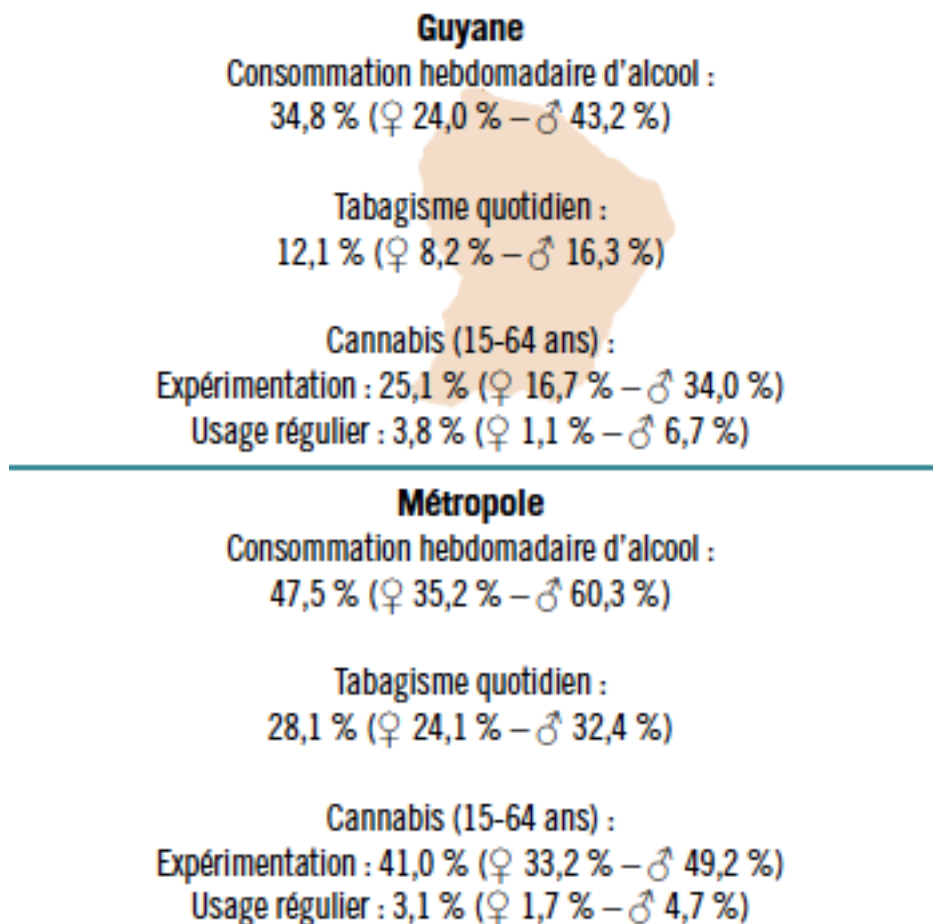 Guyane
Consommation hebdomadaire d'alcool :
34,8 % (♀ 24,0 % – ♂ 43,2 %)
Tabagisme quotidien :
12,1 % (♀ 8,2 % – ♂ 16,3 %)
Cannabis (15-64 ans) :
Expérimentation : 25,1 % (♀ 16,7 % – ♂ 34,0 %)
Usage régulier : 3,8 % (♀ 1,1 % – ♂ 6,7 %)
Métropole
Consommation hebdomadaire d'alcool :
47,5 % (♀ 35,2 % – ♂ 60,3 %)
Tabagisme quotidien :
28,1 % (♀ 24,1 % – ♂ 32,4 %)
Cannabis (15-64 ans) :
Expérimentation : 41,0 % (♀ 33,2 % – ♂ 49,2 %)
Usage régulier : 3,1 % (♀ 1,7 % – ♂ 4,7 %)